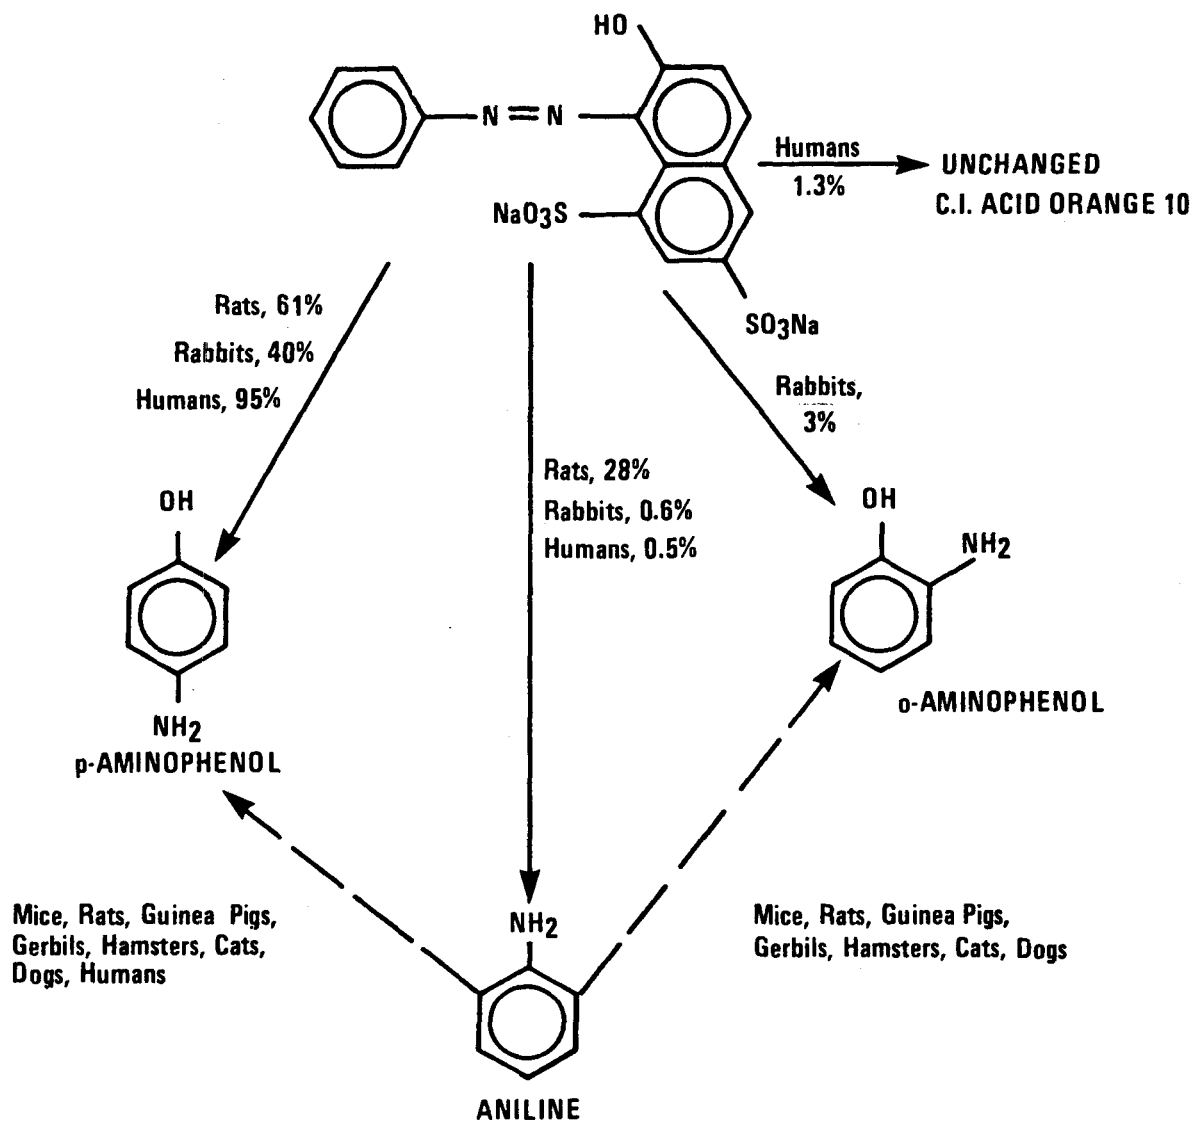 HO
N=N
NaO3S
SO3Na
Humans
1.3%
UNCHANGED
C.I. ACID ORANGE 10
Rats, 61%
Rabbits, 40%
Humans, 95%
Rats, 28%
Rabbits, 0.6%
Humans, 0.5%
Rabbits,
3%
OH
NH2
p-AMINOPHENOL
OH
NH2
o-AMINOPHENOL
Mice, Rats, Guinea Pigs,
Gerbils, Hamsters, Cats,
Dogs, Humans
Mice, Rats, Guinea Pigs,
Gerbils, Hamsters, Cats, Dogs
NH2
ANILINE